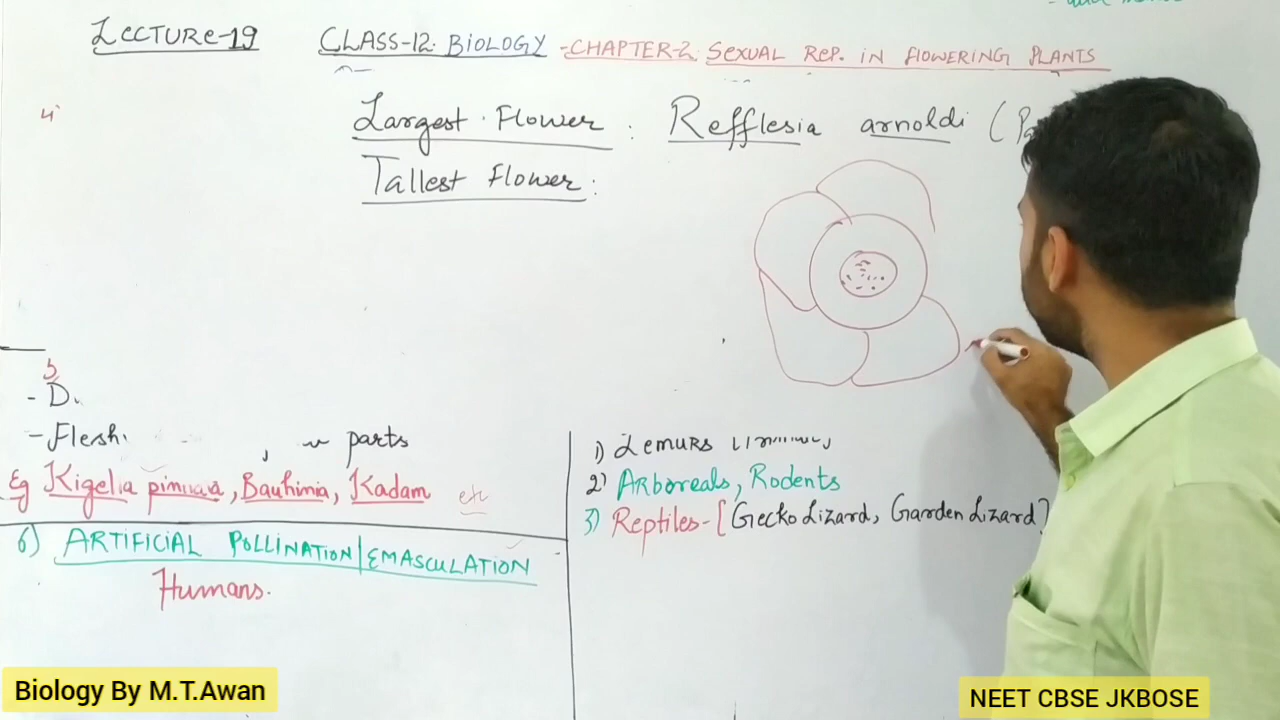 LECTURE-19 CLASS-12 BIOLOGY - CHAPTER-2 SEXUAL REP. IN FLOWERING PLANTS
Largest Flower: Refflesia arnoldi (Pa
Tallest Flower:
- D.
- Flesh. parts
Eg Kigelia , Bauhinia, Kadam etc
6) ARTIFICIAL POLLINATION/EMASCULATION
Humans.
1) Lemurs
2) Arboreals, Rodents
3) Reptiles-[Gecko Lizard, Garden Lizard]
Biology By M.T.Awan
NEET CBSE JKBOSE